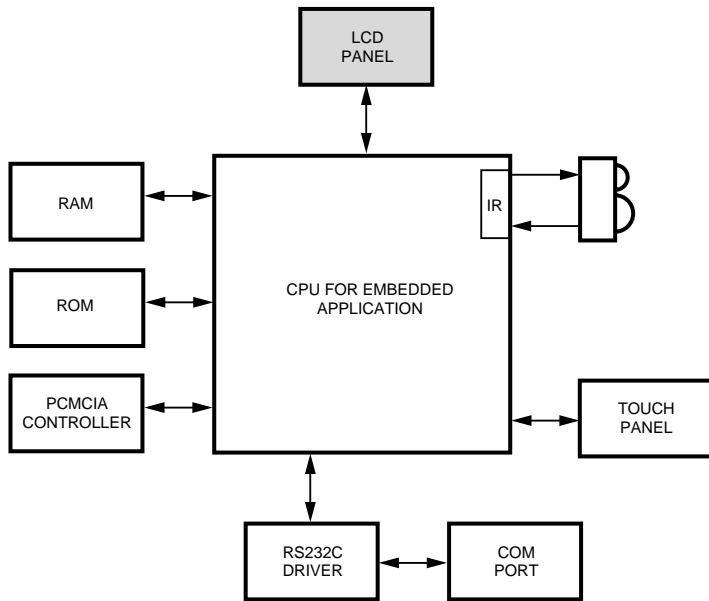 LCD
PANEL
RAM
IR
ROM
CPU FOR EMBEDDED
APPLICATION
PCMCIA
CONTROLLER
TOUCH
PANEL
RS232C
DRIVER
COM
PORT